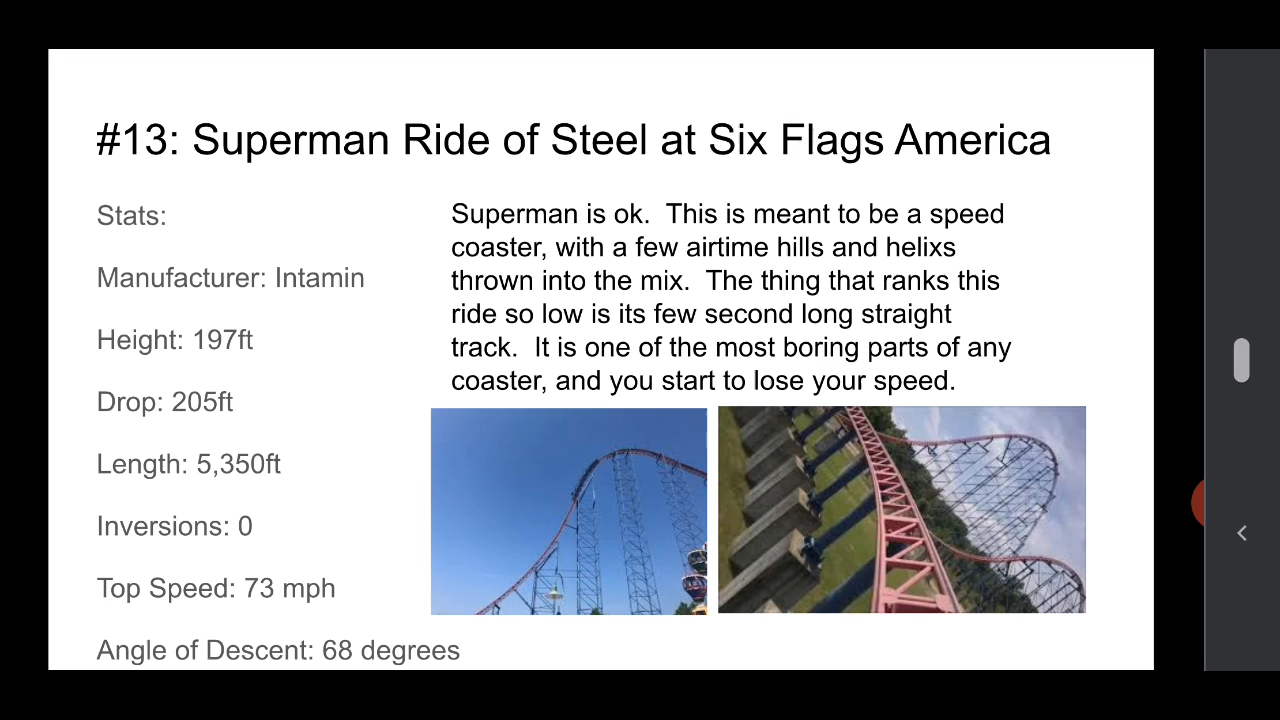 #13: Superman Ride of Steel at Six Flags America
Stats:
Manufacturer: Intamin
Height: 197ft
Drop: 205ft
Length: 5,350ft
Inversions: 0
Top Speed: 73 mph
Angle of Descent: 68 degrees
Superman is ok.  This is meant to be a speed
coaster, with a few airtime hills and helixs
thrown into the mix.  The thing that ranks this
ride so low is its few second long straight
track.  It is one of the most boring parts of any
coaster, and you start to lose your speed.